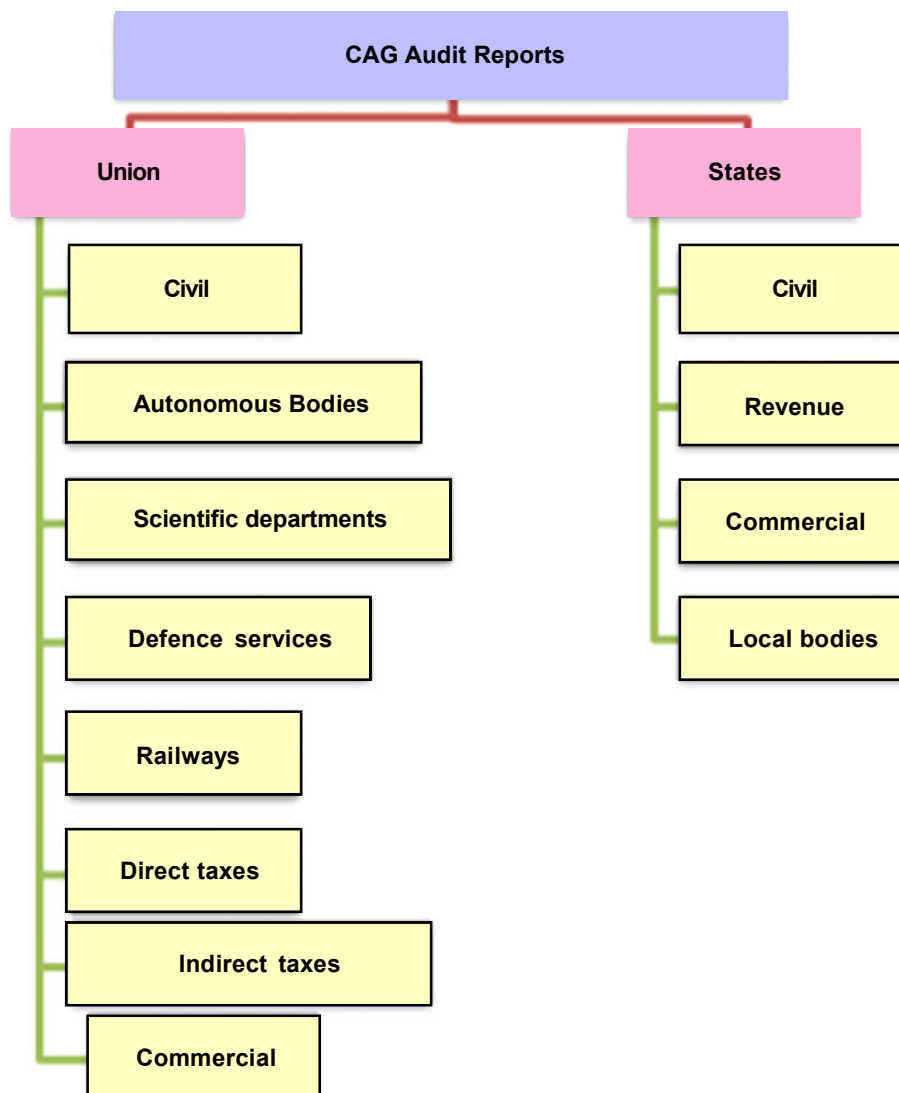 CAG Audit Reports
Union
Civil
Autonomous Bodies
Scientific departments
Defence services
Railways
Direct taxes
Indirect taxes
Commercial
States
Civil
Revenue
Commercial
Local bodies